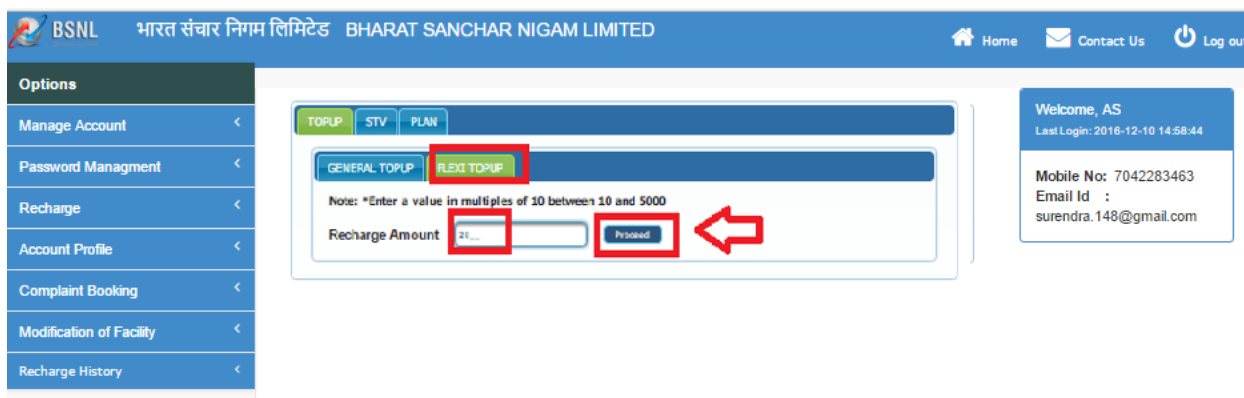 BSNL भारत संचार निगम लिमिटेड BHARAT SANCHAR NIGAM LIMITED
Home Contact Us Log ou
Options
Manage Account
Password Managment
Recharge
Account Profile
Complaint Booking
Modification of Facility
Recharge History
TOPUP STV PLAN
GENERAL TOPUP FLEXI TOPUP
Note: *Enter a value in multiples of 10 between 10 and 5000
Recharge Amount 20__ Proceed
Welcome, AS
Last Login: 2016-12-10 14:58:44
Mobile No: 7042283463
Email Id :
surendra.148@gmail.com